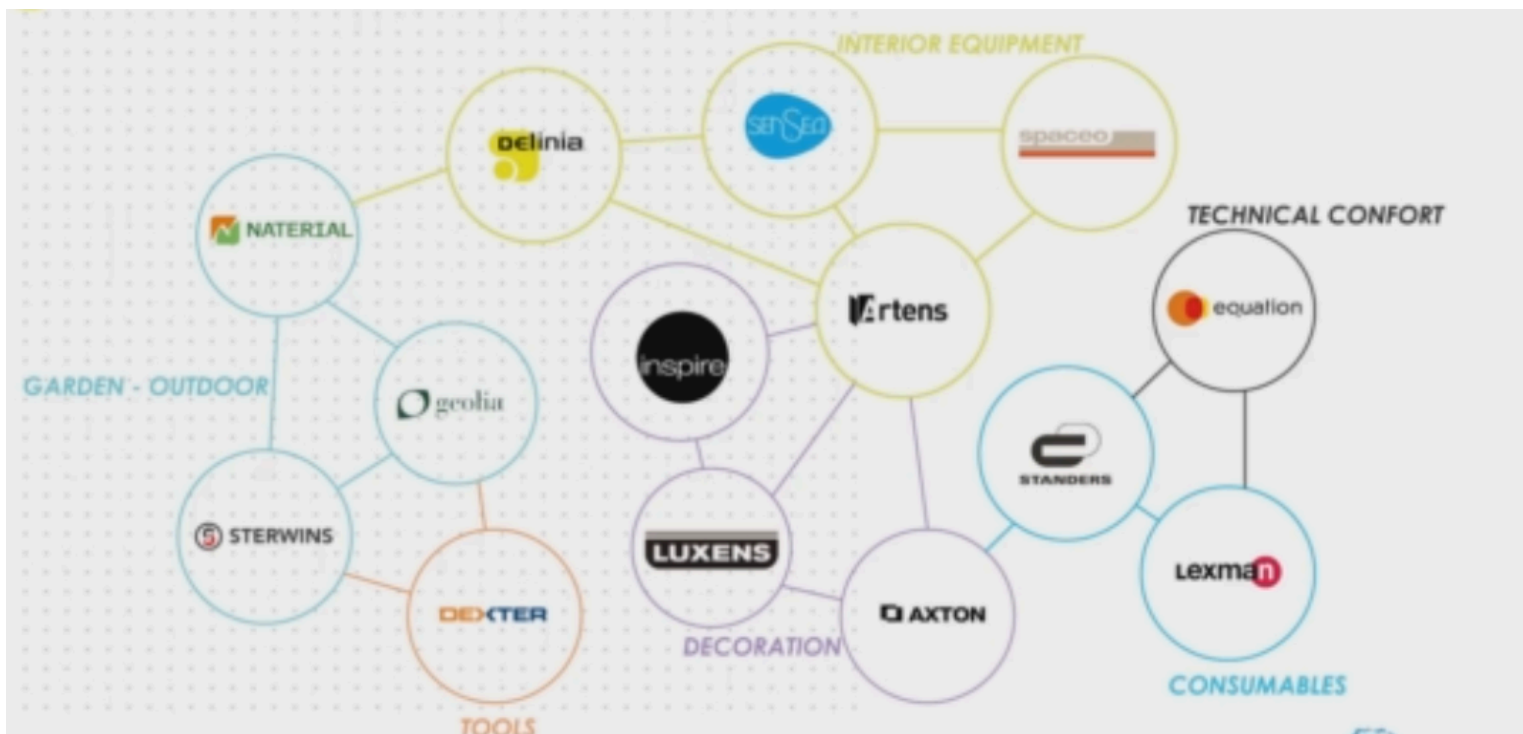 INTERIOR EQUIPMENT
DELINIA
SENSEA
spaceo
NATERIAL
TECHNICAL CONFORT
Artens
equation
inspire
GARDEN - OUTDOOR
geolia
STANDERS
STERWINS
LUXENS
LEXMAN
DEXTER
AXTON
DECORATION
CONSUMABLES
TOOLS